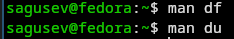 sagusev@fedora:~$ man df
sagusev@fedora:~$ man du